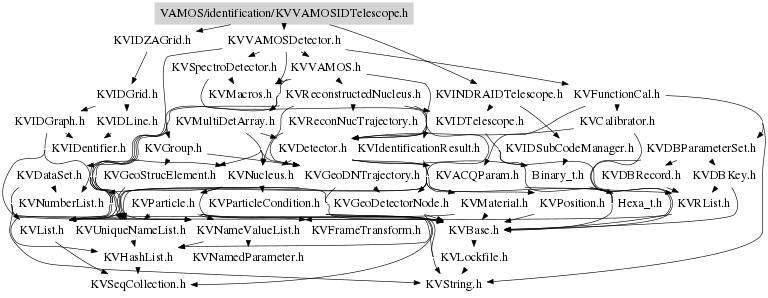 VAMOS/identification/KVVAMOSIDTelescope.h
KVIDZAGrid.h KVVAMOSDetector.h
KVSpectroDetector.h KVVAMOS.h
KVIDGrid.h KVMacros.h KVReconstructedNucleus.h KVINDRAIDTelescope.h KVFunctionCal.h
KVIDGraph.h KVIDLine.h KVMultiDetArray.h KVReconNucTrajectory.h KVIDTelescope.h KVCalibrator.h
KVIDEntifier.h KVGroup.h KVDetector.h KVIdentificationResult.h KVIDSubCodeManager.h KVDBParameterSet.h
KVDataSet.h KVGeoStrucElement.h KVNucleus.h KVGeoDNTrajectory.h KVACQParam.h Binary_t.h KVDBRecord.h KVDBKey.h
KVNumberList.h KVParticle.h KVParticleCondition.h KVGeoDetectorNode.h KVMaterial.h KVPosition.h Hexa_t.h KVRList.h
KVList.h KVUniqueNameList.h KVNameValueList.h KVFrameTransform.h KVBase.h
KVHashList.h KVNamedParameter.h KVLockfile.h
KVSeqCollection.h KVString.h